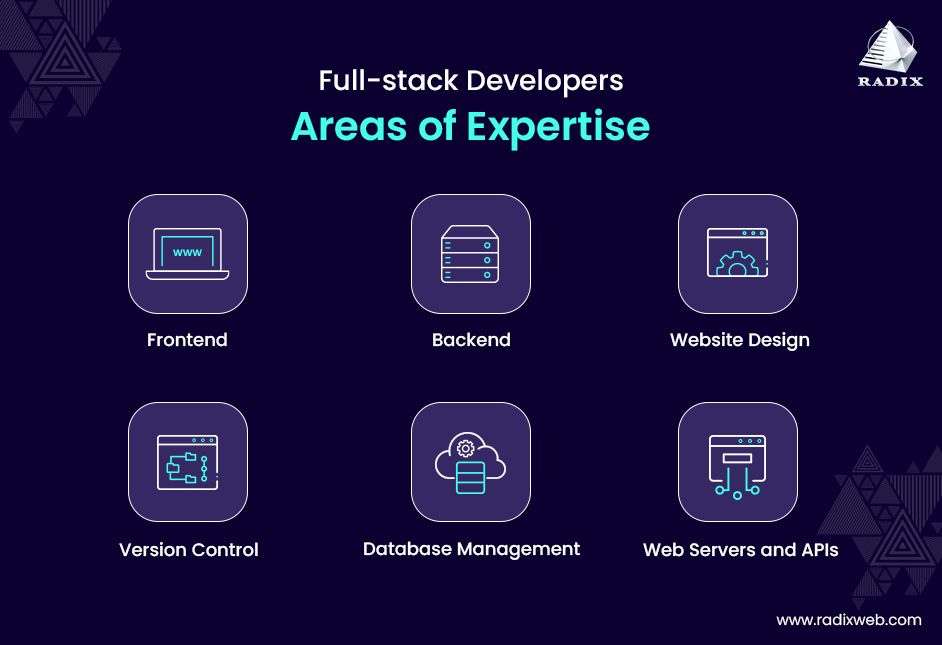 RADIX
Full-stack Developers
Areas of Expertise
www
Frontend
Backend
Website Design
Version Control
Database Management
Web Servers and APIs
www.radixweb.com